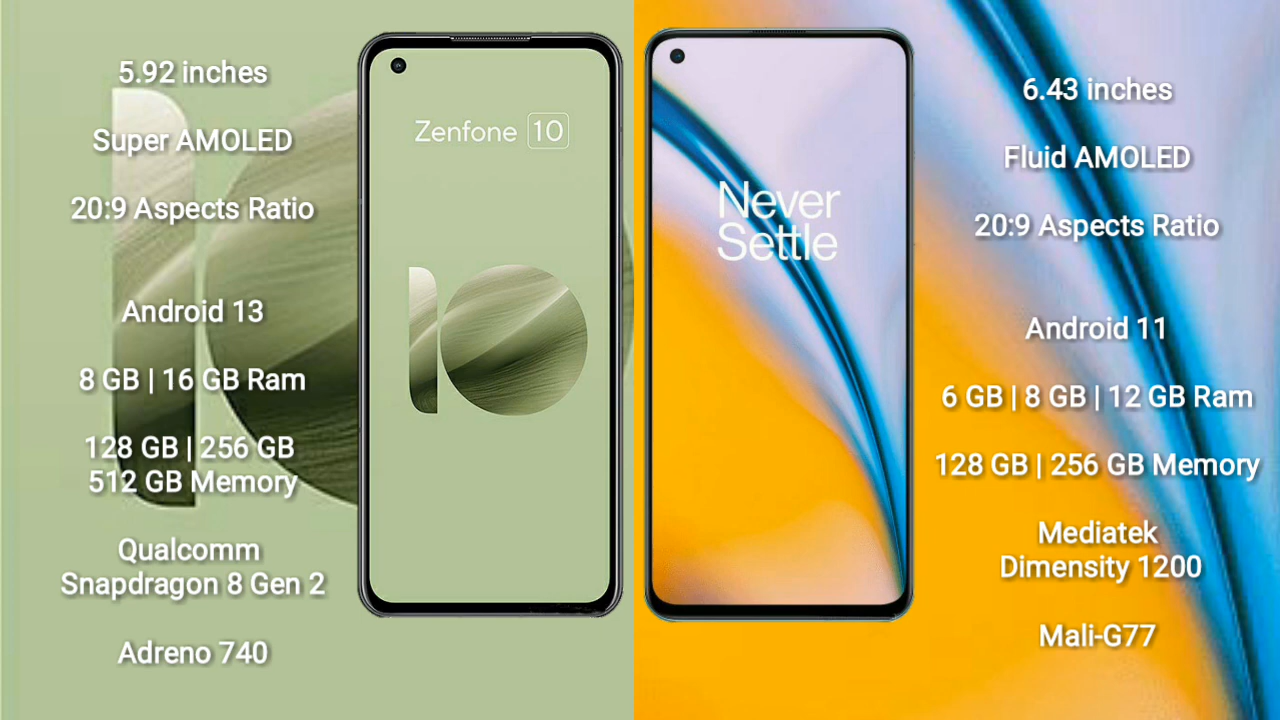 5.92 inches
Super AMOLED
20:9 Aspects Ratio
Android 13
8 GB | 16 GB Ram
128 GB | 256 GB
512 GB Memory
Qualcomm
Snapdragon 8 Gen 2
Adreno 740
Zenfone 10
10
Never
Settle
6.43 inches
Fluid AMOLED
20:9 Aspects Ratio
Android 11
6 GB | 8 GB | 12 GB Ram
128 GB | 256 GB Memory
Mediatek
Dimensity 1200
Mali-G77